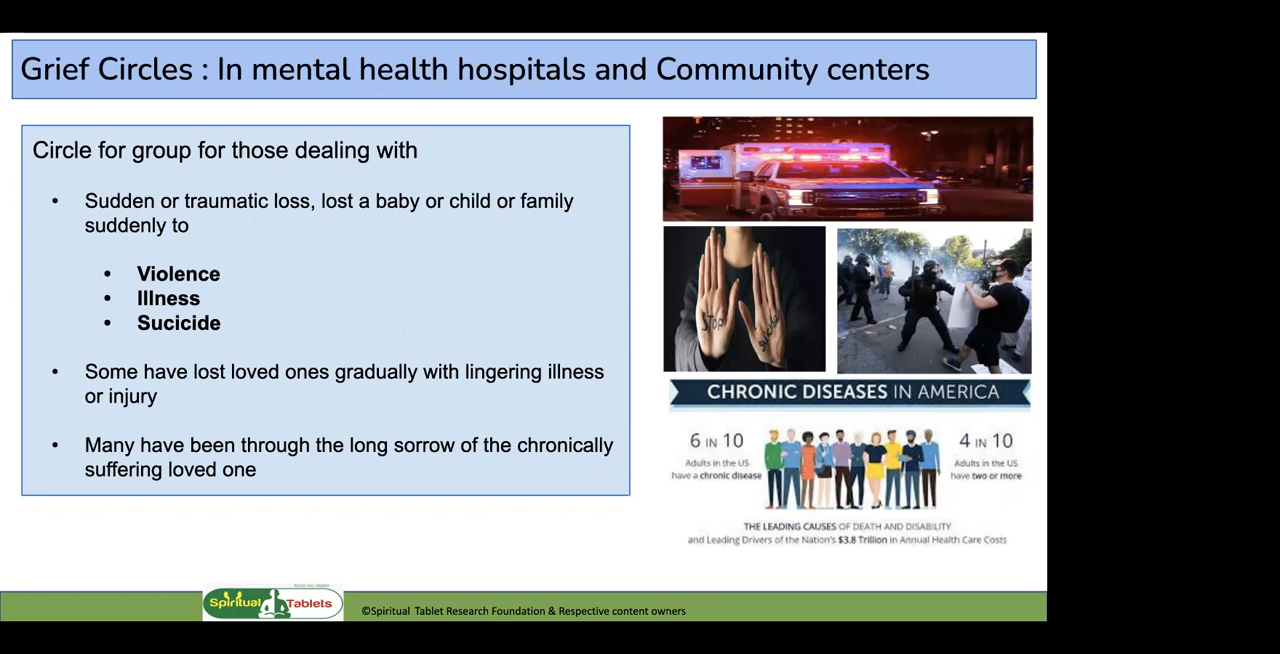 Grief Circles : In mental health hospitals and Community centers
Circle for group for those dealing with
• Sudden or traumatic loss, lost a baby or child or family
suddenly to
• Violence
• Illness
• Sucicide
• Some have lost loved ones gradually with lingering illness
or injury
• Many have been through the long sorrow of the chronically
suffering loved one
STOP
Suicide
CHRONIC DISEASES IN AMERICA
6 IN 10
Adults in the US
have a chronic disease
4 IN 10
Adults in the US
have two or more
THE LEADING CAUSES OF DEATH AND DISABILITY
and Leading Drivers of the Nation's $3.8 Trillion in Annual Health Care Costs
Spiritual Tablets
©Spiritual Tablet Research Foundation & Respective content owners